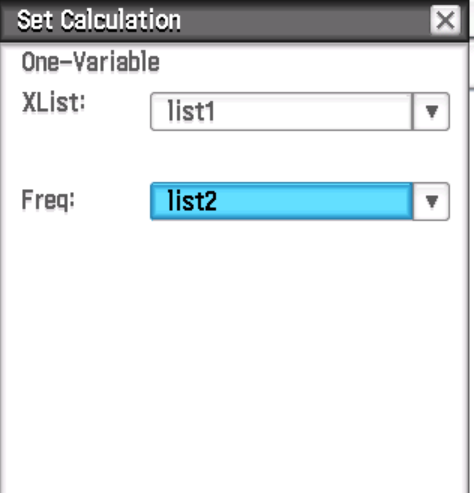 Set Calculation
One-Variable
XList: list1
Freq: list2